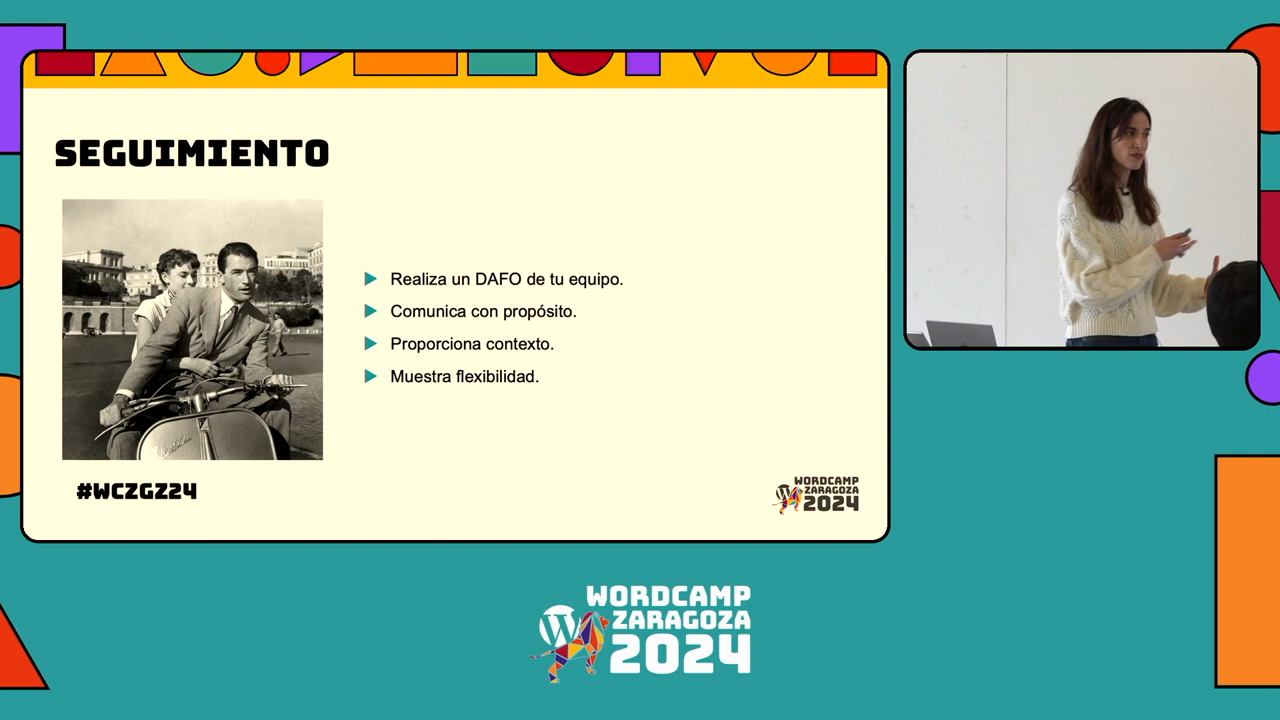 SEGUIMIENTO
Realiza un DAFO de tu equipo.
Comunica con propósito.
Proporciona contexto.
Muestra flexibilidad.
#WCZGZ24
WORDCAMP
ZARAGOZA
2024
WORDCAMP
ZARAGOZA
2024